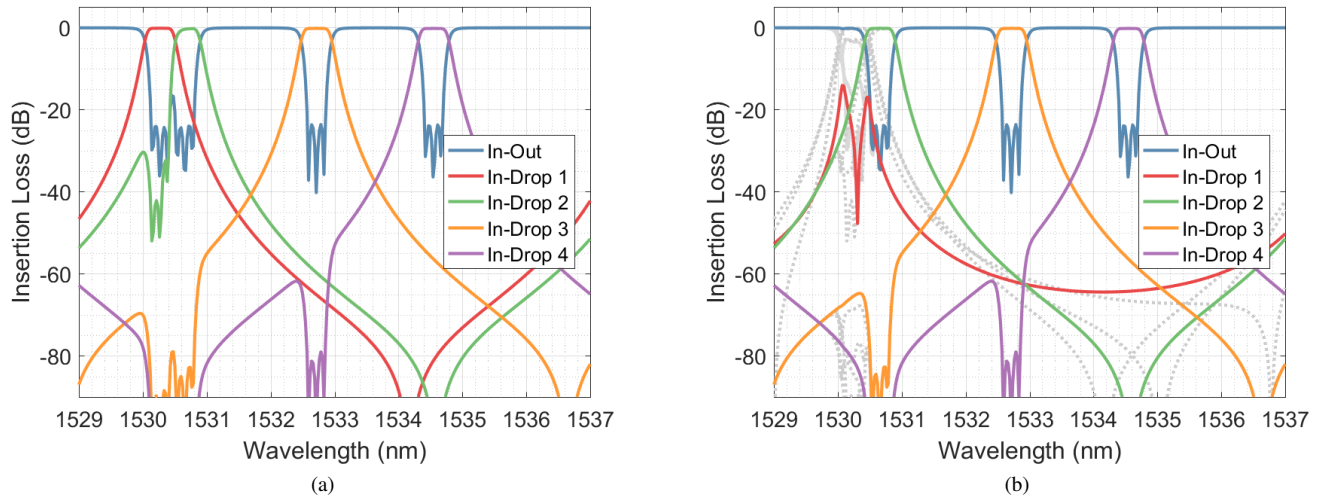 0
-20
-40
-60
-80
Insertion Loss (dB)
In-Out
In-Drop 1
In-Drop 2
In-Drop 3
In-Drop 4
1529 1530 1531 1532 1533 1534 1535 1536 1537
Wavelength (nm)
(a)
0
-20
-40
-60
-80
Insertion Loss (dB)
In-Out
In-Drop 1
In-Drop 2
In-Drop 3
In-Drop 4
1529 1530 1531 1532 1533 1534 1535 1536 1537
Wavelength (nm)
(b)